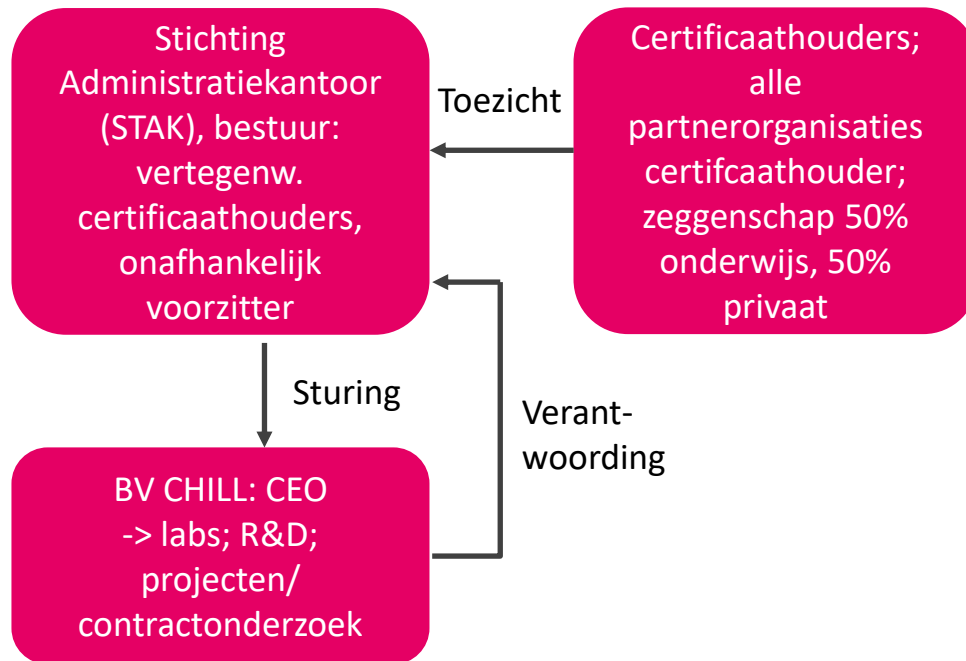 Stichting
Administratiekantoor
(STAK), bestuur:
vertegenw.
certificaathouders,
onafhankelijk
voorzitter
Toezicht
Certificaathouders;
alle
partnerorganisaties
certifcaathouder;
zeggenschap 50%
onderwijs, 50%
privaat
Sturing
Verant-
woording
BV CHILL: CEO
-> labs; R&D;
projecten/
contractonderzoek